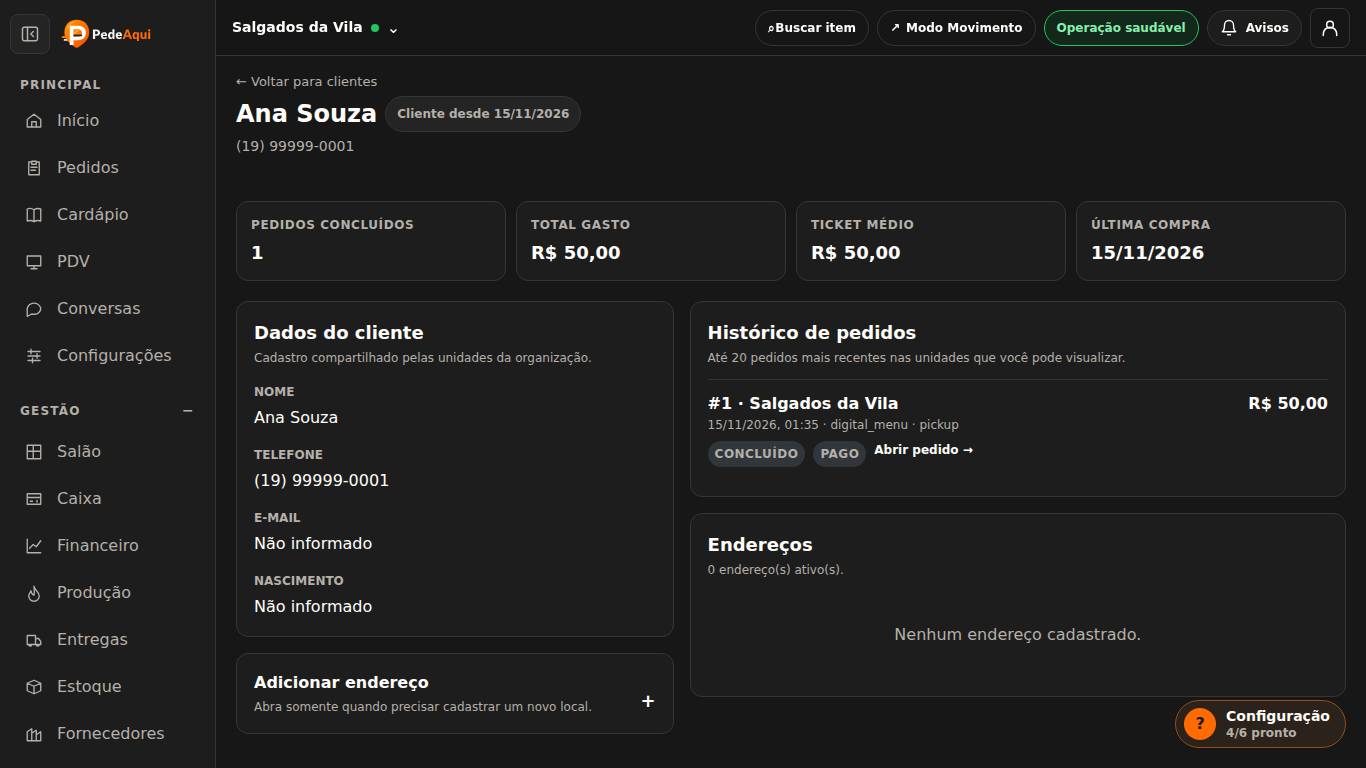 PedeAqui
PRINCIPAL
Início
Pedidos
Cardápio
PDV
Conversas
Configurações
GESTÃO −
Salão
Caixa
Financeiro
Produção
Entregas
Estoque
Fornecedores
Salgados da Vila
⌕Buscar item
↗ Modo Movimento
Operação saudável
Avisos
← Voltar para clientes
Ana Souza
Cliente desde 15/11/2026
(19) 99999-0001
PEDIDOS CONCLUÍDOS
1
TOTAL GASTO
R$ 50,00
TICKET MÉDIO
R$ 50,00
ÚLTIMA COMPRA
15/11/2026
Dados do cliente
Cadastro compartilhado pelas unidades da organização.
NOME
Ana Souza
TELEFONE
(19) 99999-0001
E-MAIL
Não informado
NASCIMENTO
Não informado
Adicionar endereço
Abra somente quando precisar cadastrar um novo local.
+
Histórico de pedidos
Até 20 pedidos mais recentes nas unidades que você pode visualizar.
#1 · Salgados da Vila R$ 50,00
15/11/2026, 01:35 · digital_menu · pickup
CONCLUÍDO PAGO Abrir pedido →
Endereços
0 endereço(s) ativo(s).
Nenhum endereço cadastrado.
? Configuração
4/6 pronto